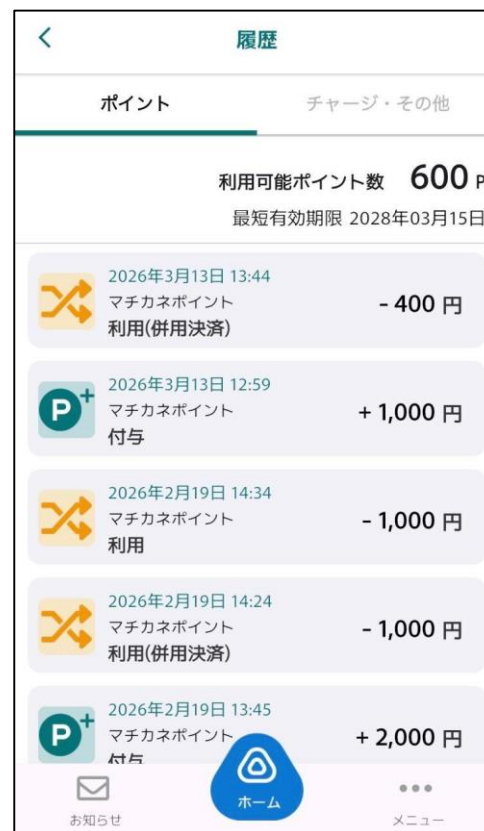 履歴
ポイント
チャージ・その他
利用可能ポイント数 600 P
最短有効期限 2028年03月15日
2026年3月13日 13:44
マチカネポイント
- 400 円
利用(併用決済)
2026年3月13日 12:59
マチカネポイント
+ 1,000 円
付与
2026年2月19日 14:34
マチカネポイント
- 1,000 円
利用
2026年2月19日 14:24
マチカネポイント
- 1,000 円
利用(併用決済)
2026年2月19日 13:45
マチカネポイント
+ 2,000 円
付与
お知らせ
ホーム
メニュー